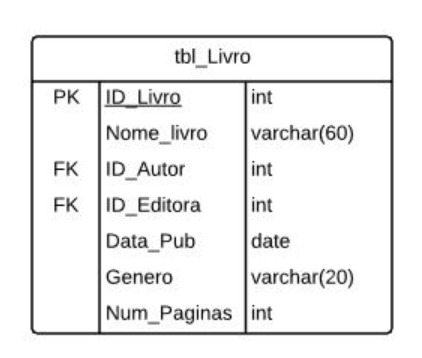 tbl_Livro
PK ID_Livro int
Nome_livro varchar(60)
FK ID_Autor int
FK ID_Editora int
Data_Pub date
Genero varchar(20)
Num_Paginas int